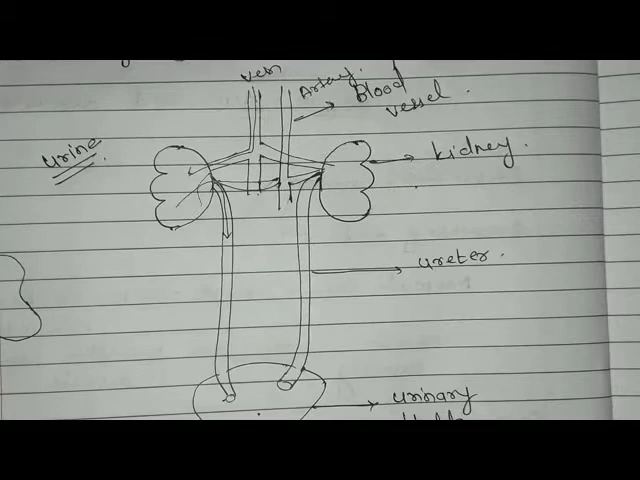 vein
Artery
Blood
vessel.
urine
kidney.
ureter.
urinary